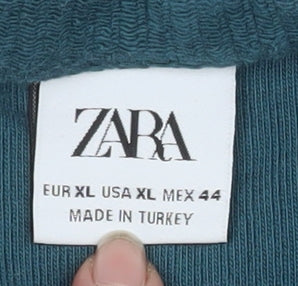 ZARA
EUR XL USA XL MEX 44
MADE IN TURKEY